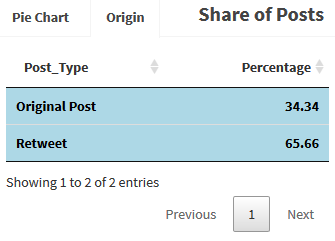 Pie Chart Origin Share of Posts
Post_Type Percentage
Original Post 34.34
Retweet 65.66
Showing 1 to 2 of 2 entries
Previous 1 Next